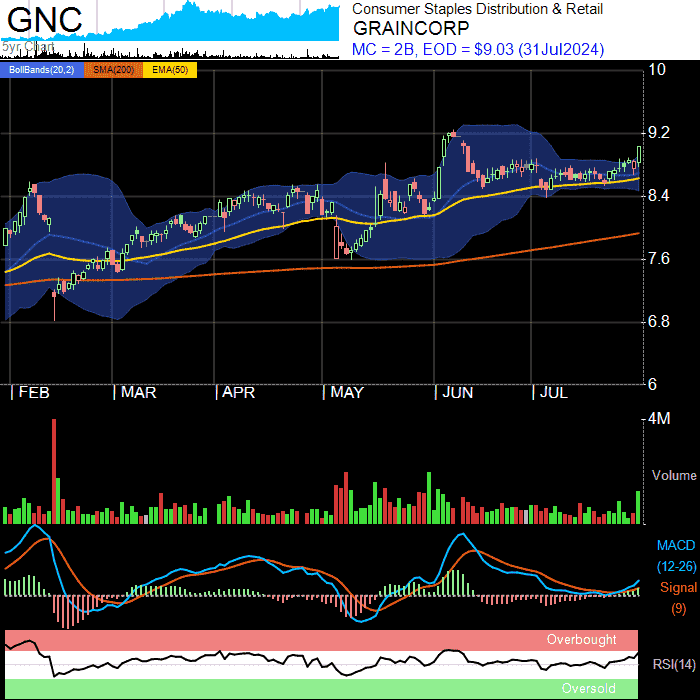 GNC
5yr Chart
Consumer Staples Distribution & Retail
GRAINCORP
MC = 2B, EOD = $9.03 (31Jul2024)
BollBands(20,2) SMA(200) EMA(50)
10
9.2
8.4
7.6
6.8
6
FEB MAR APR MAY JUN JUL
4M
Volume
MACD
(12-26)
Signal
(9)
Overbought
RSI(14)
Oversold